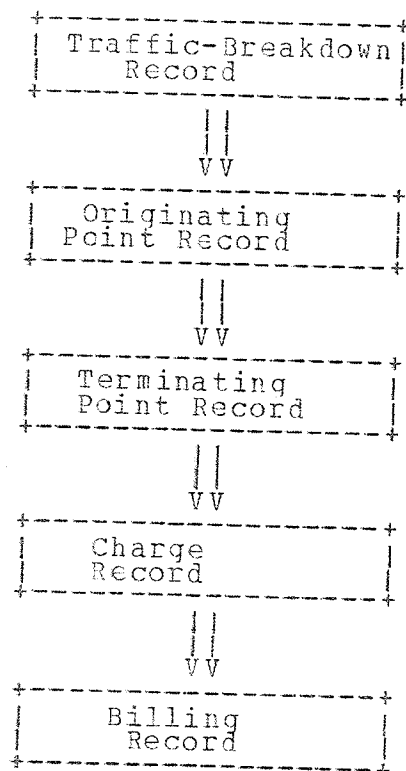 Traffic-Breakdown
Record
Originating
Point Record
Terminating
Point Record
Charge
Record
Billing
Record